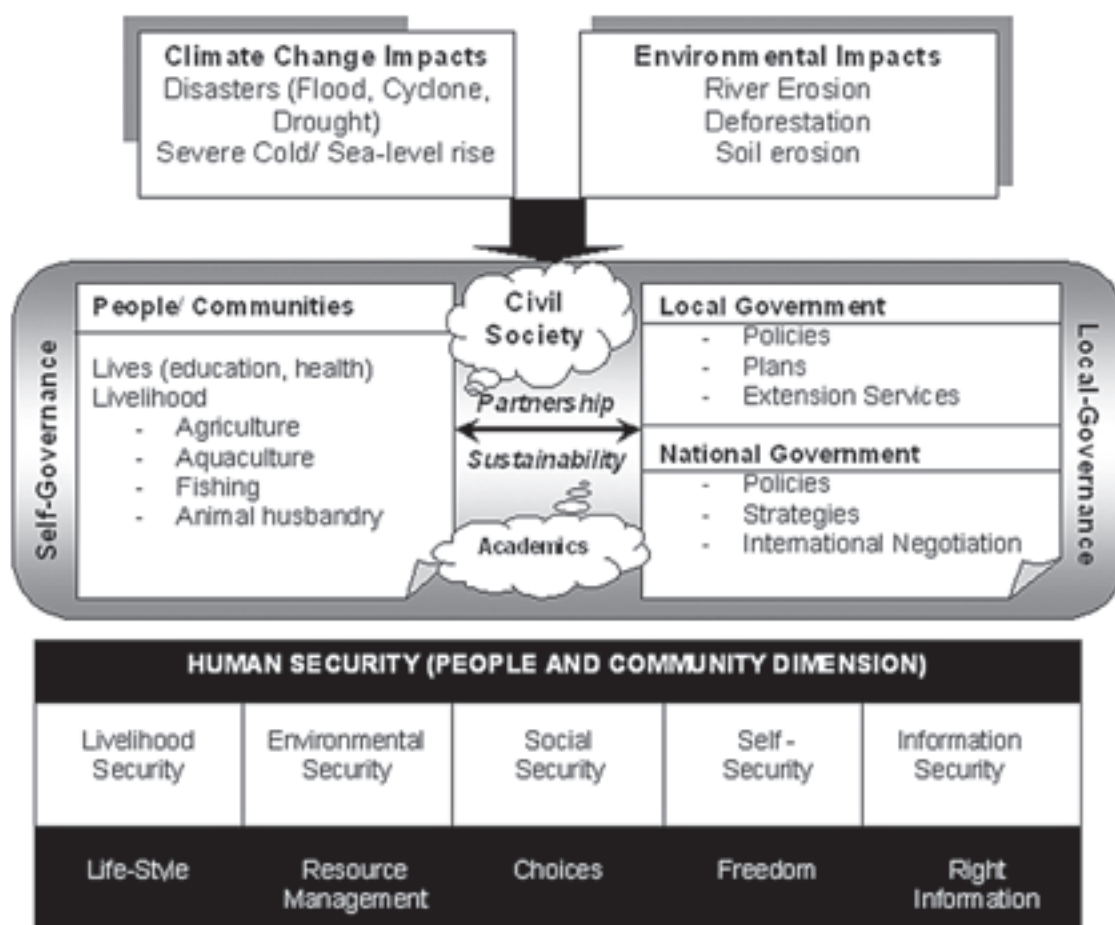 Climate Change Impacts
Disasters (Flood, Cyclone,
Drought)
Severe Cold/ Sea-level rise
Environmental Impacts
River Erosion
Deforestation
Soil erosion
Self-Governance
People/ Communities
Lives (education, health)
Livelihood
- Agriculture
- Aquaculture
- Fishing
- Animal husbandry
Civil
Society
Partnership
Sustainability
Academics
Local Government
- Policies
- Plans
- Extension Services
National Government
- Policies
- Strategies
- International Negotiation
Local-Governance
HUMAN SECURITY (PEOPLE AND COMMUNITY DIMENSION)
Livelihood
Security
Environmental
Security
Social
Security
Self-
Security
Information
Security
Life-Style
Resource
Management
Choices
Freedom
Right
Information